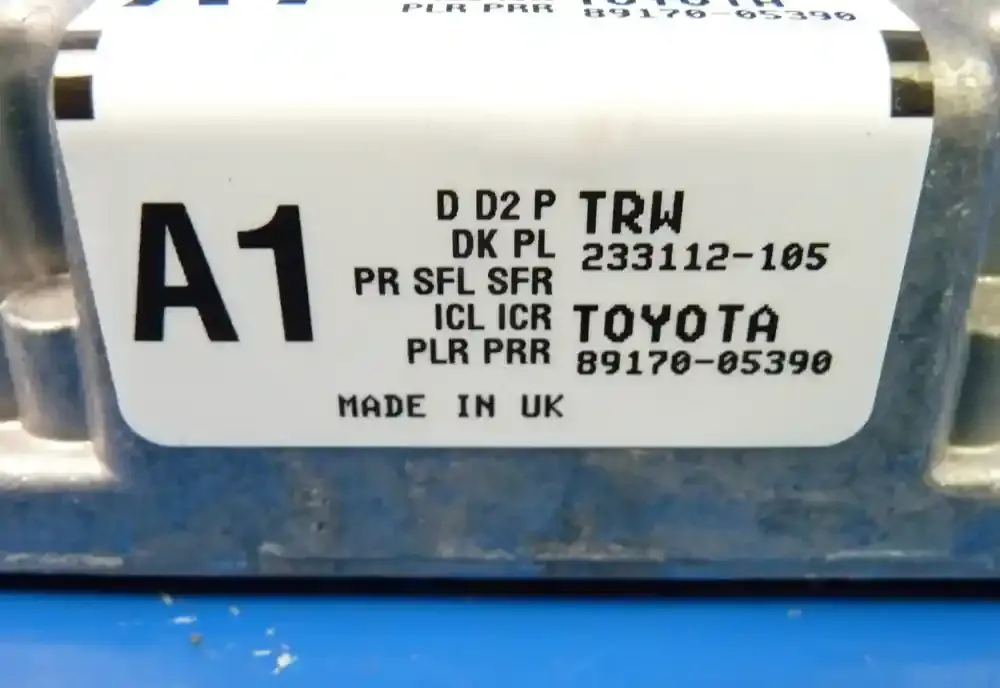 PLR PRR TOYOTA
89170-05390
A1
D D2 P
DK PL
PR SFL SFR
ICL ICR
PLR PRR
TRW
233112-105
TOYOTA
89170-05390
MADE IN UK